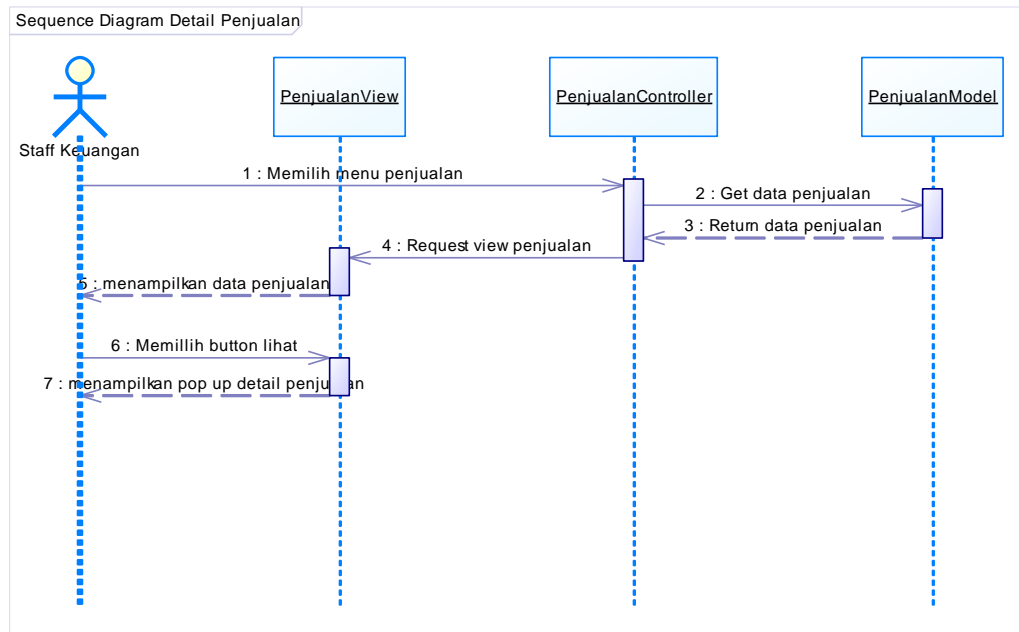 Sequence Diagram Detail Penjualan
PenjualanView
PenjualanController
PenjualanModel
Staff Keuangan
1 : Memilih menu penjualan
2 : Get data penjualan
3 : Return data penjualan
4 : Request view penjualan
5 : menampilkan data penjualan
6 : Memillih button lihat
7 : menampilkan pop up detail penjualan